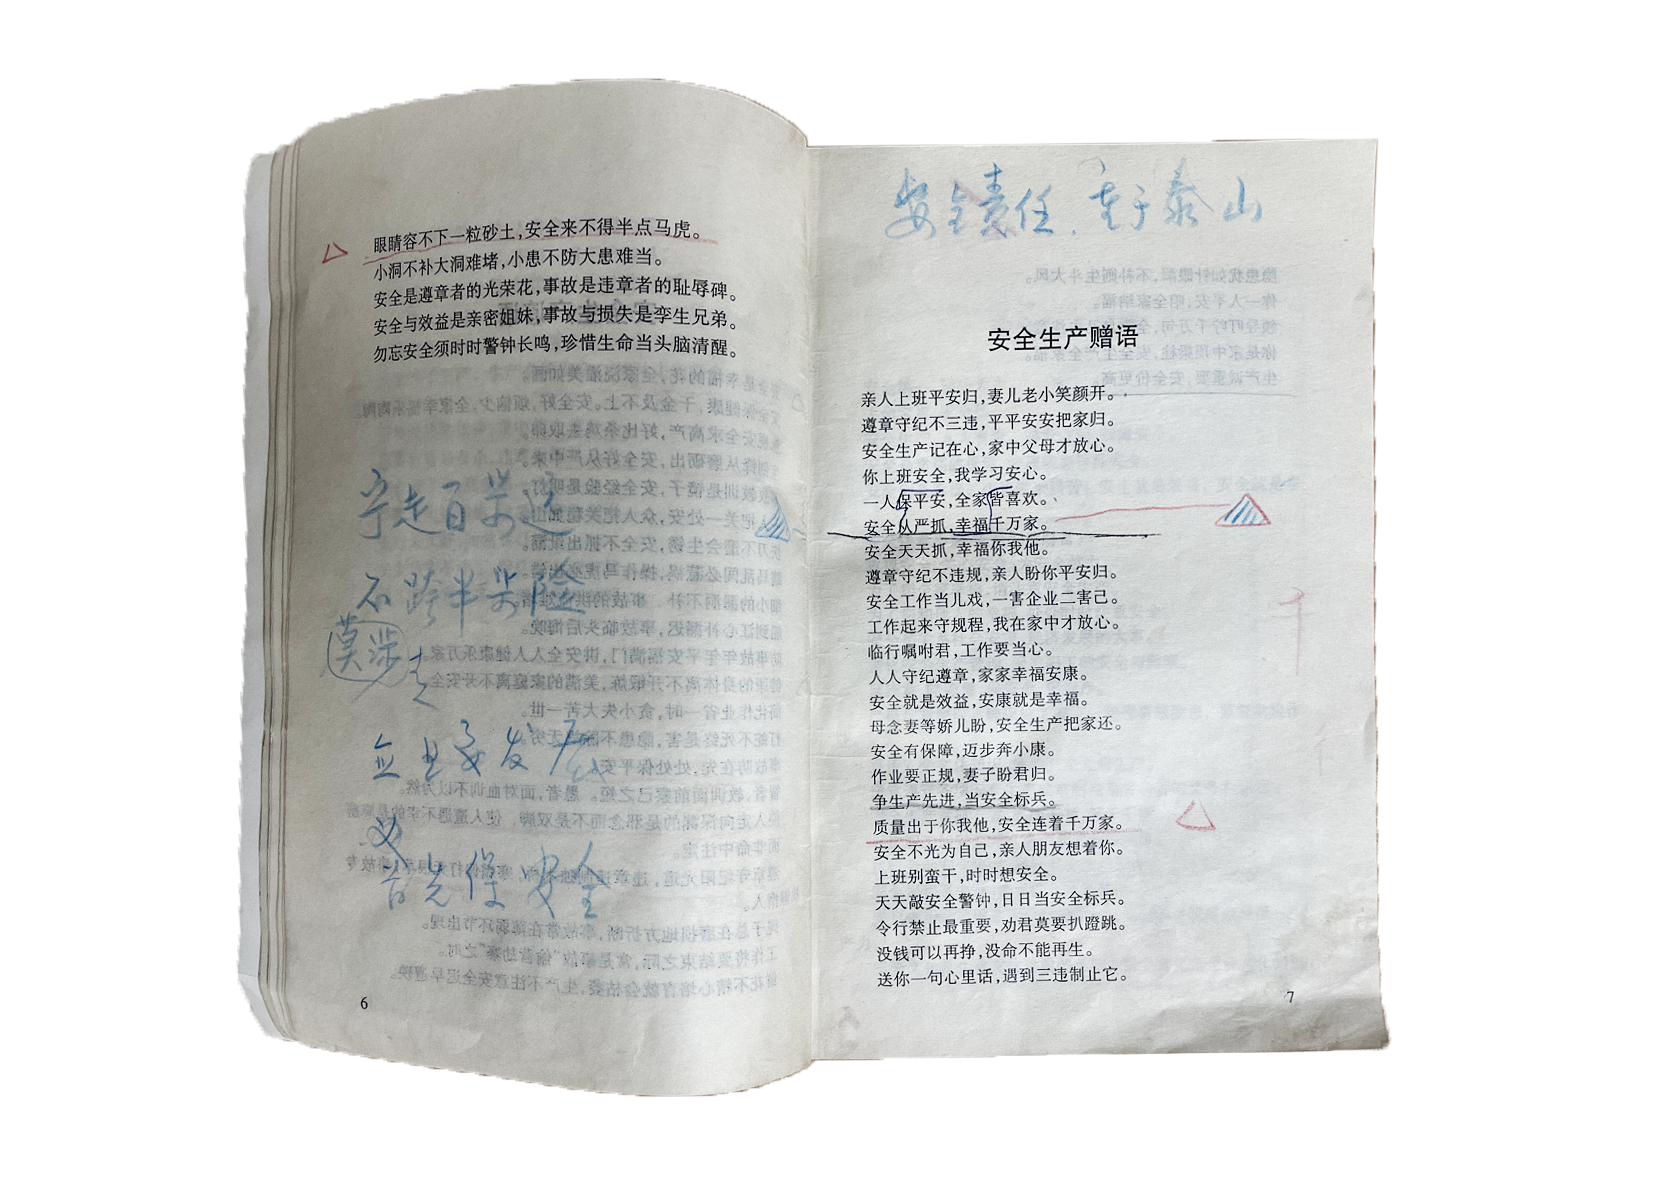 眼睛容不下一粒砂土,安全来不得半点马虎。
小洞不补大洞难堵,小患不防大患难当。
安全是遵章者的光荣花,事故是违章者的耻辱碑。
安全与效益是亲密姐妹,事故与损失是孪生兄弟。
勿忘安全须时时警钟长鸣,珍惜生命当头脑清醒。
宁走百米远
不跨半米险
莫涉
企业要发展
必
首先保安全
6
安全责任.重于泰山
安全生产赠语
亲人上班平安归,妻儿老小笑颜开。
遵章守纪不三违,平平安安把家归。
安全生产记在心,家中父母才放心。
你上班安全,我学习安心。
一人保平安,全家皆喜欢。
安全从严抓,幸福千万家。
安全天天抓,幸福你我他。
遵章守纪不违规,亲人盼你平安归。
安全工作当儿戏,一害企业二害己。
工作起来守规程,我在家中才放心。
临行嘱咐君,工作要当心。
人人守纪遵章,家家幸福安康。
安全就是效益,安康就是幸福。
母念妻等娇儿盼,安全生产把家还。
安全有保障,迈步奔小康。
作业要正规,妻子盼君归。
争生产先进,当安全标兵。
质量出于你我他,安全连着千万家。
安全不光为自己,亲人朋友想着你。
上班别蛮干,时时想安全。
天天敲安全警钟,日日当安全标兵。
令行禁止最重要,劝君莫要扒蹬跳。
没钱可以再挣,没命不能再生。
送你一句心里话,遇到三违制止它。
7